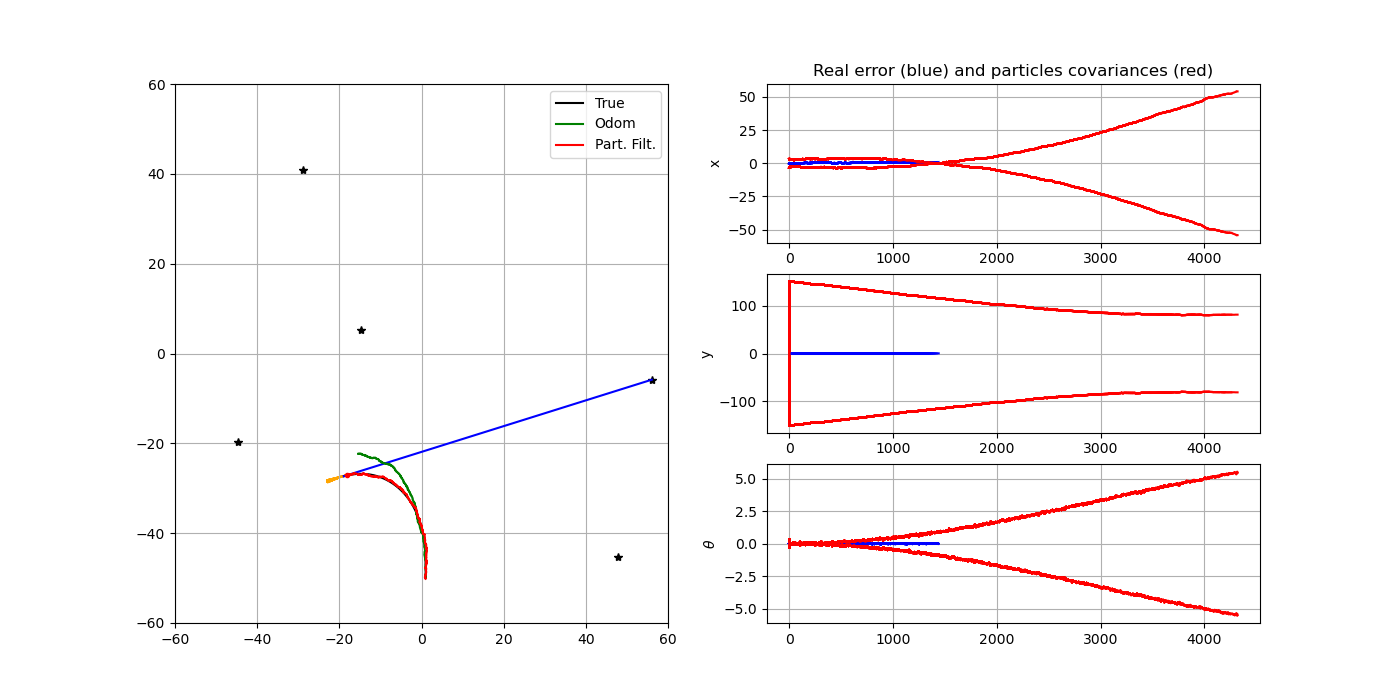 60
40
20
0
−20
−40
−60
−60 −40 −20 0 20 40 60
True
Odom
Part. Filt.
Real error (blue) and particles covariances (red)
x
50
25
0
−25
−50
0 1000 2000 3000 4000
y
100
0
−100
0 1000 2000 3000 4000
θ
5.0
2.5
0.0
−2.5
−5.0
0 1000 2000 3000 4000